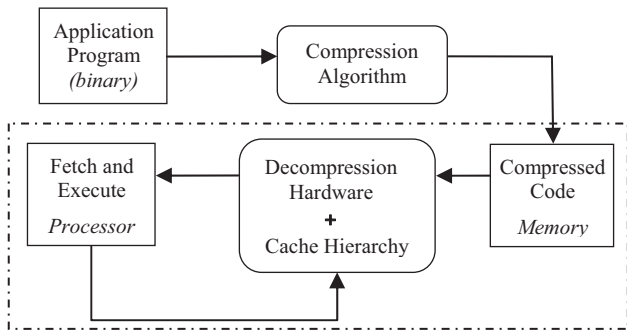 Application
Program
(binary)
Compression
Algorithm
Fetch and
Execute
Processor
Decompression
Hardware
+
Cache Hierarchy
Compressed
Code
Memory